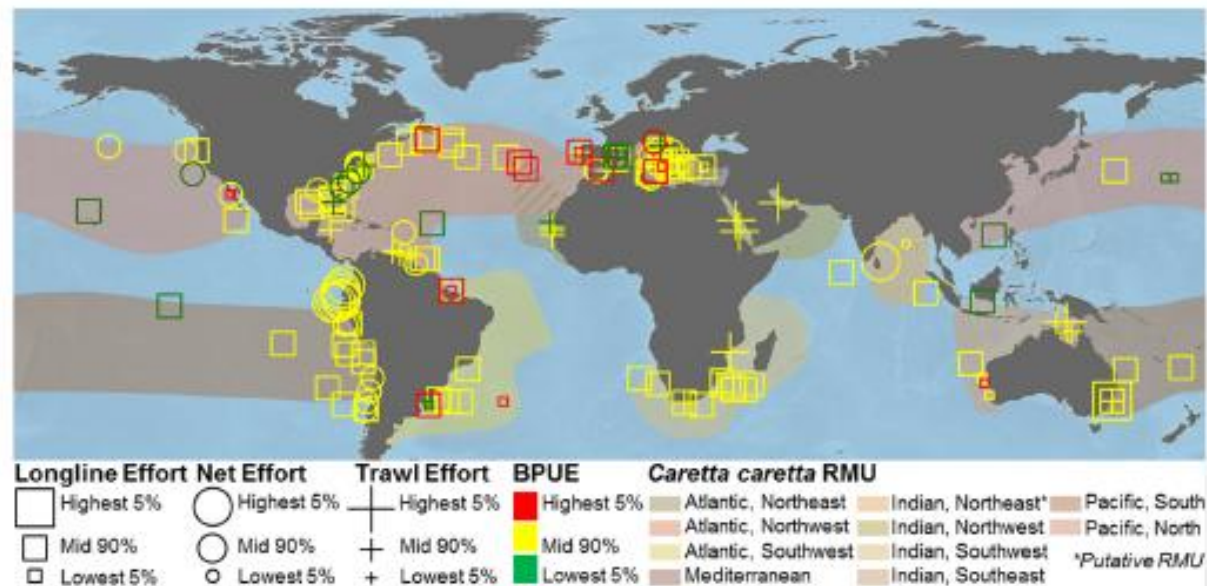 Longline Effort Net Effort Trawl Effort BPUE Caretta caretta RMU
Highest 5% Highest 5% Highest 5% Highest 5% Atlantic, Northeast Indian, Northeast* Pacific, South
Atlantic, Northwest Indian, Northwest Pacific, North
Mid 90% Mid 90% Mid 90% Mid 90% Atlantic, Southwest Indian, Southwest
Lowest 5% Lowest 5% Lowest 5% Lowest 5% Mediterranean Indian, Southeast *Putative RMU